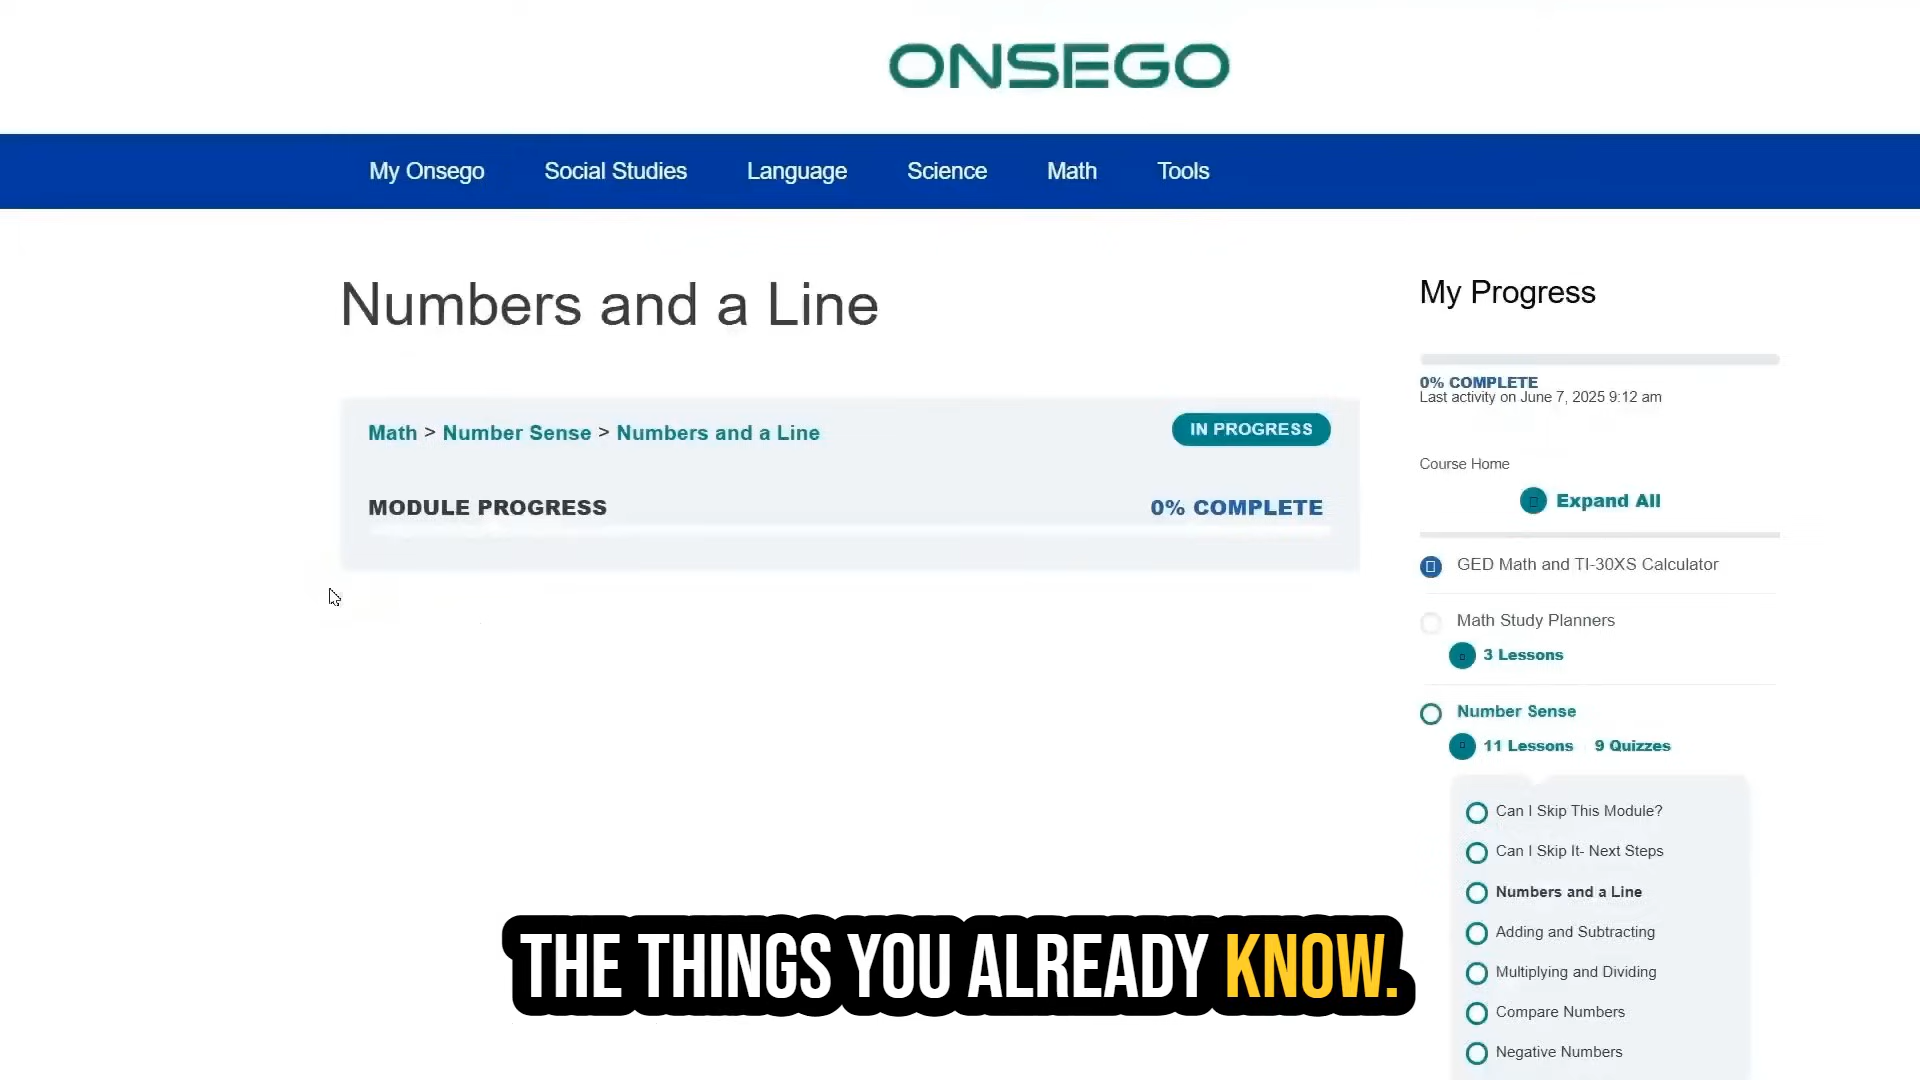 ONSEGO
My Onsego Social Studies Language Science Math Tools
Numbers and a Line
Math > Number Sense > Numbers and a Line
IN PROGRESS
MODULE PROGRESS
0% COMPLETE
My Progress
0% COMPLETE
Last activity on June 7, 2025 9:12 am
Course Home
Expand All
GED Math and TI-30XS Calculator
Math Study Planners
3 Lessons
Number Sense
11 Lessons 9 Quizzes
Can I Skip This Module?
Can I Skip It- Next Steps
Numbers and a Line
Adding and Subtracting
Multiplying and Dividing
Compare Numbers
Negative Numbers
THE THINGS YOU ALREADY KNOW.